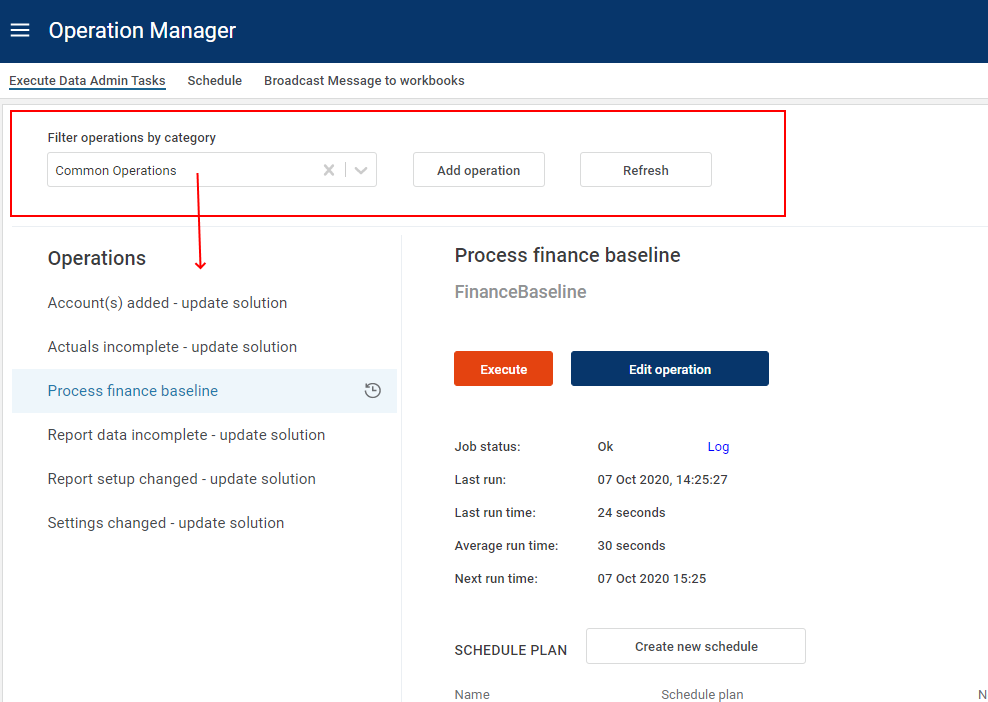 Operation Manager
Execute Data Admin Tasks Schedule Broadcast Message to workbooks
Filter operations by category
Common Operations Add operation Refresh
Operations
Account(s) added - update solution
Actuals incomplete - update solution
Process finance baseline
Report data incomplete - update solution
Report setup changed - update solution
Settings changed - update solution
Process finance baseline
FinanceBaseline
Execute Edit operation
Job status: Ok Log
Last run: 07 Oct 2020, 14:25:27
Last run time: 24 seconds
Average run time: 30 seconds
Next run time: 07 Oct 2020 15:25
SCHEDULE PLAN Create new schedule
Name Schedule plan N